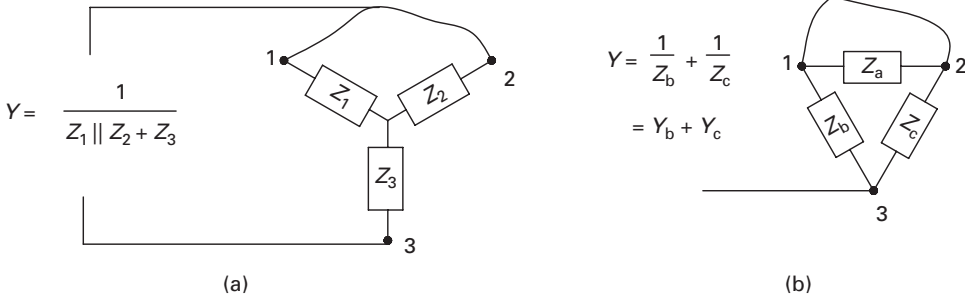 1
Z1
Z2
2
Y = 1 / (Z1 || Z2 + Z3)
Z3
3
(a)
Y = 1/Zb + 1/Zc
= Yb + Yc
1
Za
2
Zb
Zc
3
(b)